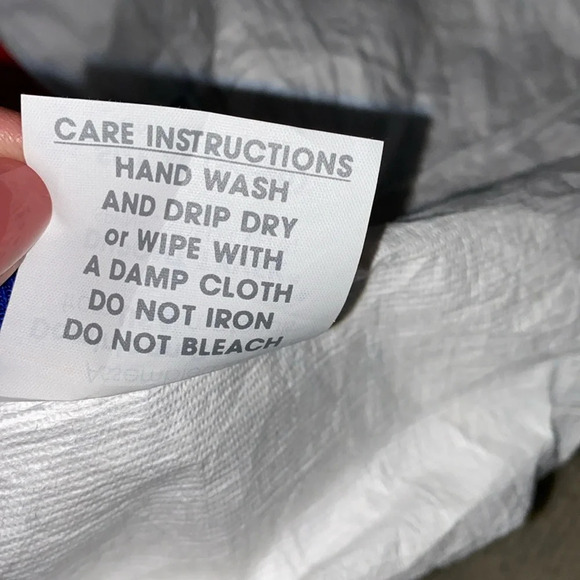 CARE INSTRUCTIONS
HAND WASH
AND DRIP DRY
or WIPE WITH
A DAMP CLOTH
DO NOT IRON
DO NOT BLEACH